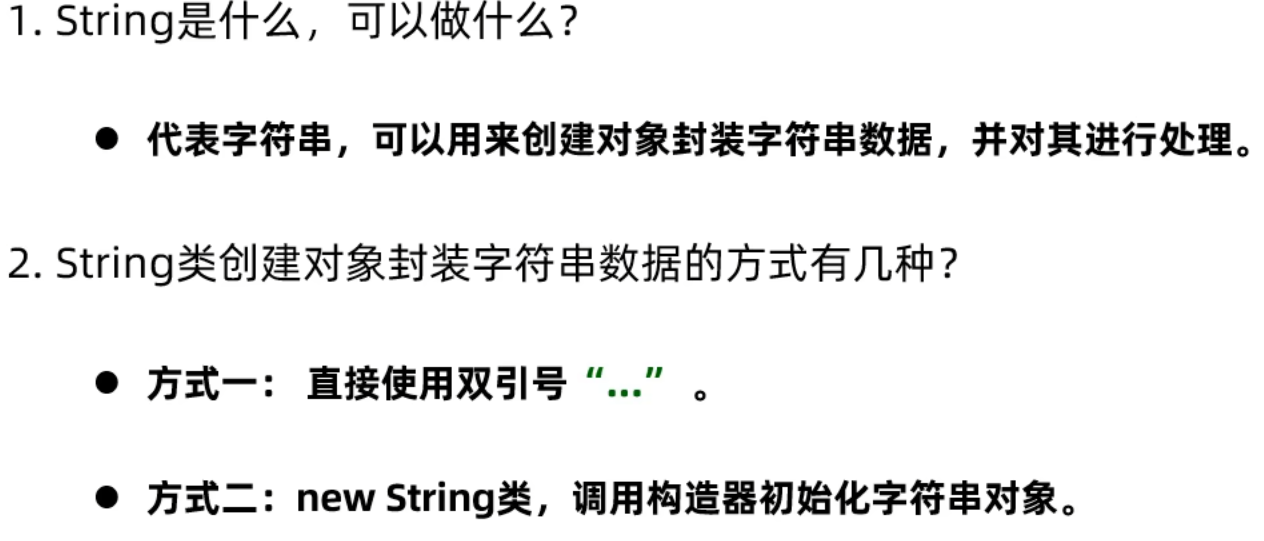 1. String是什么，可以做什么？
● 代表字符串，可以用来创建对象封装字符串数据，并对其进行处理。
2. String类创建对象封装字符串数据的方式有几种？
● 方式一： 直接使用双引号 “...” 。
● 方式二：new String类，调用构造器初始化字符串对象。